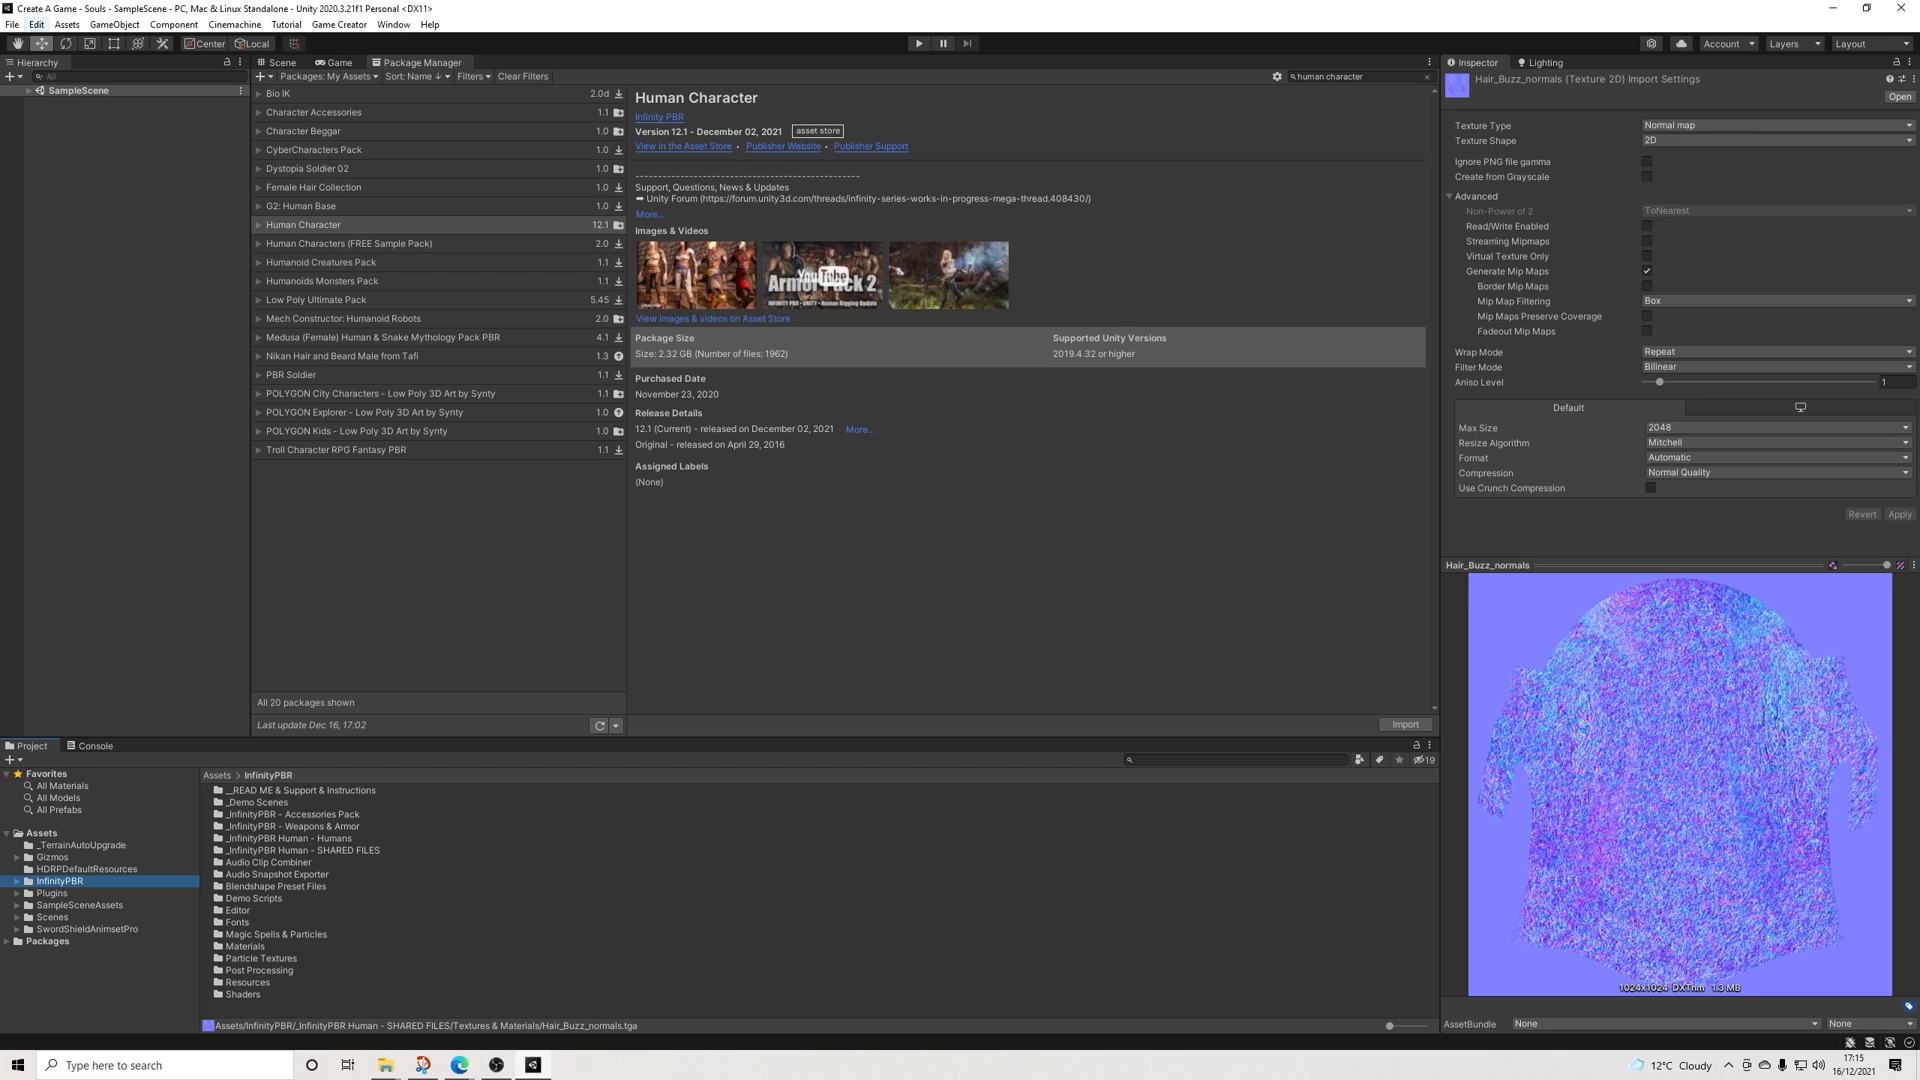 Create A Game - Souls - SampleScene - PC, Mac & Linux Standalone - Unity 2020.3.21f1 Personal <DX11>
File Edit Assets GameObject Component Cinemachine Tutorial Game Creator Window Help
Center Local
Account Layers Layout
Hierarchy
All
SampleScene
Scene Game Package Manager
Packages: My Assets Sort: Name ↓ Filters Clear Filters
human character
Bio IK 2.0d
Character Accessories 1.1
Character Beggar 1.0
CyberCharacters Pack 1.0
Dystopia Soldier 02 1.0
Female Hair Collection 1.0
G2: Human Base 1.0
Human Character 12.1
Human Characters (FREE Sample Pack) 2.0
Humanoid Creatures Pack 1.1
Humanoids Monsters Pack 1.1
Low Poly Ultimate Pack 5.45
Mech Constructor: Humanoid Robots 2.0
Medusa (Female) Human & Snake Mythology Pack PBR 4.1
Nikan Hair and Beard Male from Tafi 1.3
PBR Soldier 1.1
POLYGON City Characters - Low Poly 3D Art by Synty 1.1
POLYGON Explorer - Low Poly 3D Art by Synty 1.0
POLYGON Kids - Low Poly 3D Art by Synty 1.0
Troll Character RPG Fantasy PBR 1.1
All 20 packages shown
Last update Dec 16, 17:02
Human Character
Infinity PBR
Version 12.1 - December 02, 2021 asset store
View in the Asset Store • Publisher Website • Publisher Support
--------------------------------------------------
Support, Questions, News & Updates
➡ Unity Forum (https://forum.unity3d.com/threads/infinity-series-works-in-progress-mega-thread.408430/)
More...
Images & Videos
YouTube
Armor Pack 2
INFINITY PBR • UNITY • Human Rigging Update
View images & videos on Asset Store
Package Size Supported Unity Versions
Size: 2.32 GB (Number of files: 1962) 2019.4.32 or higher
Purchased Date
November 23, 2020
Release Details
12.1 (Current) - released on December 02, 2021 More...
Original - released on April 29, 2016
Assigned Labels
(None)
Import
Inspector Lighting
Hair_Buzz_normals (Texture 2D) Import Settings
Open
Texture Type Normal map
Texture Shape 2D
Ignore PNG file gamma
Create from Grayscale
Advanced
Non-Power of 2 ToNearest
Read/Write Enabled
Streaming Mipmaps
Virtual Texture Only
Generate Mip Maps
Border Mip Maps
Mip Map Filtering Box
Mip Maps Preserve Coverage
Fadeout Mip Maps
Wrap Mode Repeat
Filter Mode Bilinear
Aniso Level 1
Default
Max Size 2048
Resize Algorithm Mitchell
Format Automatic
Compression Normal Quality
Use Crunch Compression
Revert Apply
Hair_Buzz_normals
1024x1024 DXTnm 1.3 MB
AssetBundle None None
Project Console
19
Favorites
All Materials
All Models
All Prefabs
Assets
_TerrainAutoUpgrade
Gizmos
HDRPDefaultResources
InfinityPBR
Plugins
SampleSceneAssets
Scenes
SwordShieldAnimsetPro
Packages
Assets > InfinityPBR
__READ ME & Support & Instructions
_Demo Scenes
_InfinityPBR - Accessories Pack
_InfinityPBR - Weapons & Armor
_InfinityPBR Human - Humans
_InfinityPBR Human - SHARED FILES
Audio Clip Combiner
Audio Snapshot Exporter
Blendshape Preset Files
Demo Scripts
Editor
Fonts
Magic Spells & Particles
Materials
Particle Textures
Post Processing
Resources
Shaders
Assets/InfinityPBR/_InfinityPBR Human - SHARED FILES/Textures & Materials/Hair_Buzz_normals.tga
Type here to search
12°C Cloudy
17:15
16/12/2021